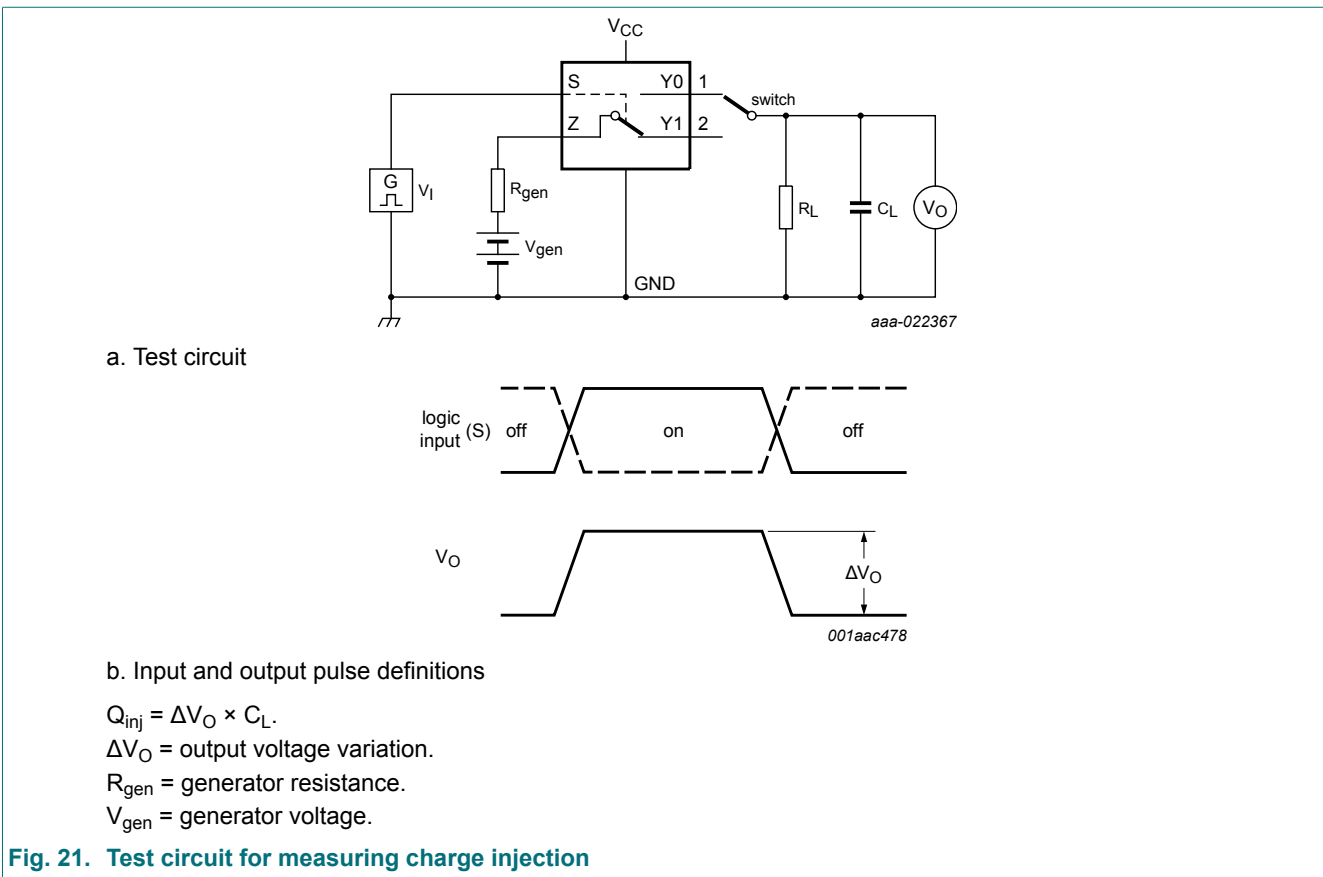 VCC
S Y0 1
switch
Z Y1 2
G VI
Rgen
RL CL VO
Vgen
GND
aaa-022367
a. Test circuit
logic
input (S) off on off
VO
ΔVO
001aac478
b. Input and output pulse definitions
Qinj = ΔVO × CL.
ΔVO = output voltage variation.
Rgen = generator resistance.
Vgen = generator voltage.
Fig. 21. Test circuit for measuring charge injection